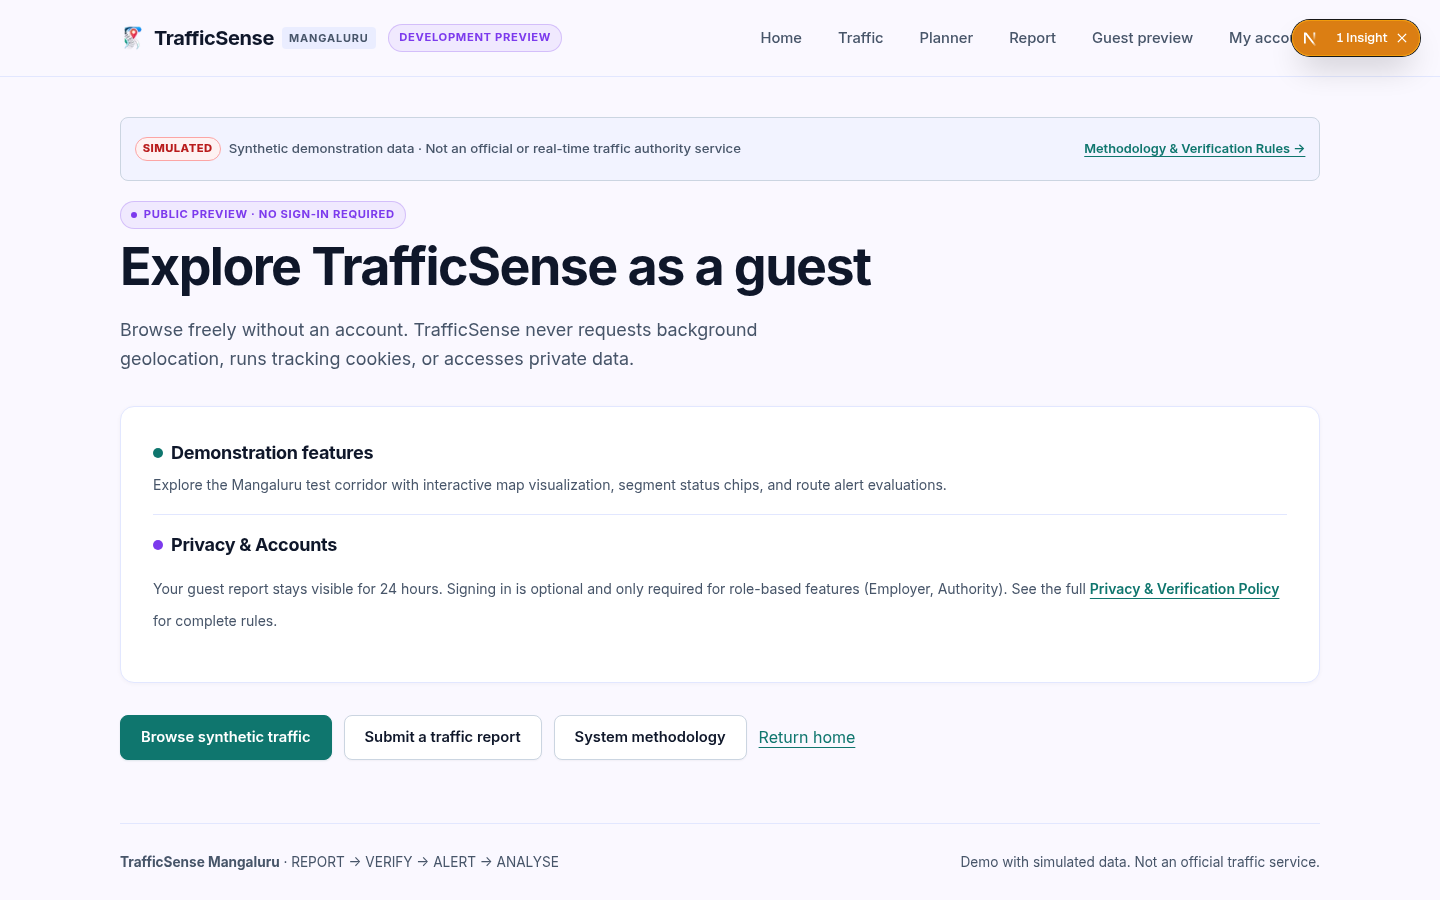 TrafficSense MANGALURU DEVELOPMENT PREVIEW Home Traffic Planner Report Guest preview My 1 Insight
SIMULATED Synthetic demonstration data · Not an official or real-time traffic authority service Methodology & Verification Rules →
PUBLIC PREVIEW · NO SIGN-IN REQUIRED
Explore TrafficSense as a guest
Browse freely without an account. TrafficSense never requests background
geolocation, runs tracking cookies, or accesses private data.
Demonstration features
Explore the Mangaluru test corridor with interactive map visualization, segment status chips, and route alert evaluations.
Privacy & Accounts
Your guest report stays visible for 24 hours. Signing in is optional and only required for role-based features (Employer, Authority). See the full Privacy & Verification Policy
for complete rules.
Browse synthetic traffic Submit a traffic report System methodology Return home
TrafficSense Mangaluru · REPORT → VERIFY → ALERT → ANALYSE Demo with simulated data. Not an official traffic service.